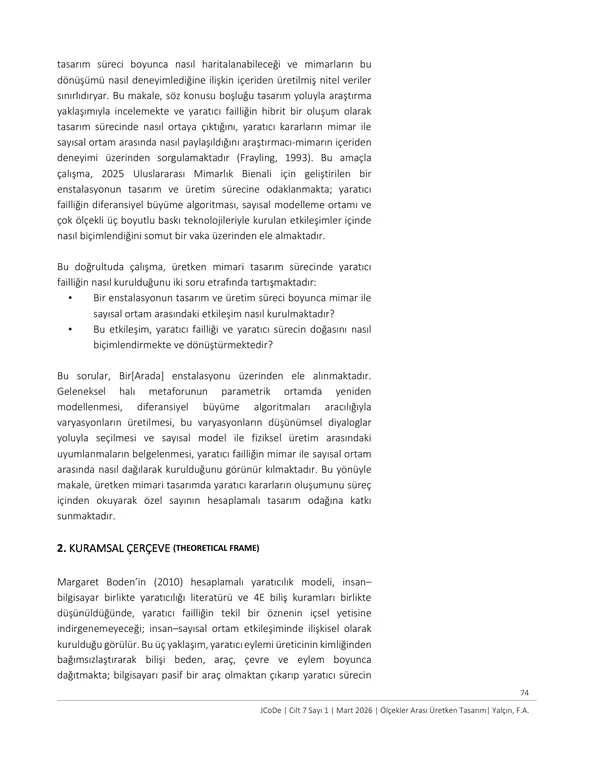 tasarım süreci boyunca nasıl haritalanabileceği ve mimarların bu
dönüşümü nasıl deneyimlediğine ilişkin içeriden üretilmiş nitel veriler
sınırlıdıryar. Bu makale, söz konusu boşluğu tasarım yoluyla araştırma
yaklaşımıyla incelemekte ve yaratıcı failliğin hibrit bir oluşum olarak
tasarım sürecinde nasıl ortaya çıktığını, yaratıcı kararların mimar ile
sayısal ortam arasında nasıl paylaşıldığını araştırmacı-mimarın içeriden
deneyimi üzerinden sorgulamaktadır (Frayling, 1993). Bu amaçla
çalışma, 2025 Uluslararası Mimarlık Bienali için geliştirilen bir
enstalasyonun tasarım ve üretim sürecine odaklanmakta; yaratıcı
failliğin diferansiyel büyüme algoritması, sayısal modelleme ortamı ve
çok ölçekli üç boyutlu baskı teknolojileriyle kurulan etkileşimler içinde
nasıl biçimlendiğini somut bir vaka üzerinden ele almaktadır.
Bu doğrultuda çalışma, üretken mimari tasarım sürecinde yaratıcı
failliğin nasıl kurulduğunu iki soru etrafında tartışmaktadır:
• Bir enstalasyonun tasarım ve üretim süreci boyunca mimar ile
sayısal ortam arasındaki etkileşim nasıl kurulmaktadır?
• Bu etkileşim, yaratıcı failliği ve yaratıcı sürecin doğasını nasıl
biçimlendirmekte ve dönüştürmektedir?
Bu sorular, Bir[Arada] enstalasyonu üzerinden ele alınmaktadır.
Geleneksel halı metaforunun parametrik ortamda yeniden
modellenmesi, diferansiyel büyüme algoritmaları aracılığıyla
varyasyonların üretilmesi, bu varyasyonların düşünümsel diyaloglar
yoluyla seçilmesi ve sayısal model ile fiziksel üretim arasındaki
uyumlanmaların belgelenmesi, yaratıcı failliğin mimar ile sayısal ortam
arasında nasıl dağılarak kurulduğunu görünür kılmaktadır. Bu yönüyle
makale, üretken mimari tasarımda yaratıcı kararların oluşumunu süreç
içinden okuyarak özel sayının hesaplamalı tasarım odağına katkı
sunmaktadır.
2. KURAMSAL ÇERÇEVE (THEORETICAL FRAME)
Margaret Boden’in (2010) hesaplamalı yaratıcılık modeli, insan–
bilgisayar birlikte yaratıcılığı literatürü ve 4E biliş kuramları birlikte
düşünüldüğünde, yaratıcı failliğin tekil bir öznenin içsel yetisine
indirgenemeyeceği; insan–sayısal ortam etkileşiminde ilişkisel olarak
kurulduğu görülür. Bu üç yaklaşım, yaratıcı eylemi üreticinin kimliğinden
bağımsızlaştırarak bilişi beden, araç, çevre ve eylem boyunca
dağıtmakta; bilgisayarı pasif bir araç olmaktan çıkarıp yaratıcı sürecin
74
JCoDe | Cilt 7 Sayı 1 | Mart 2026 | Ölçekler Arası Üretken Tasarım| Yalçın, F.A.